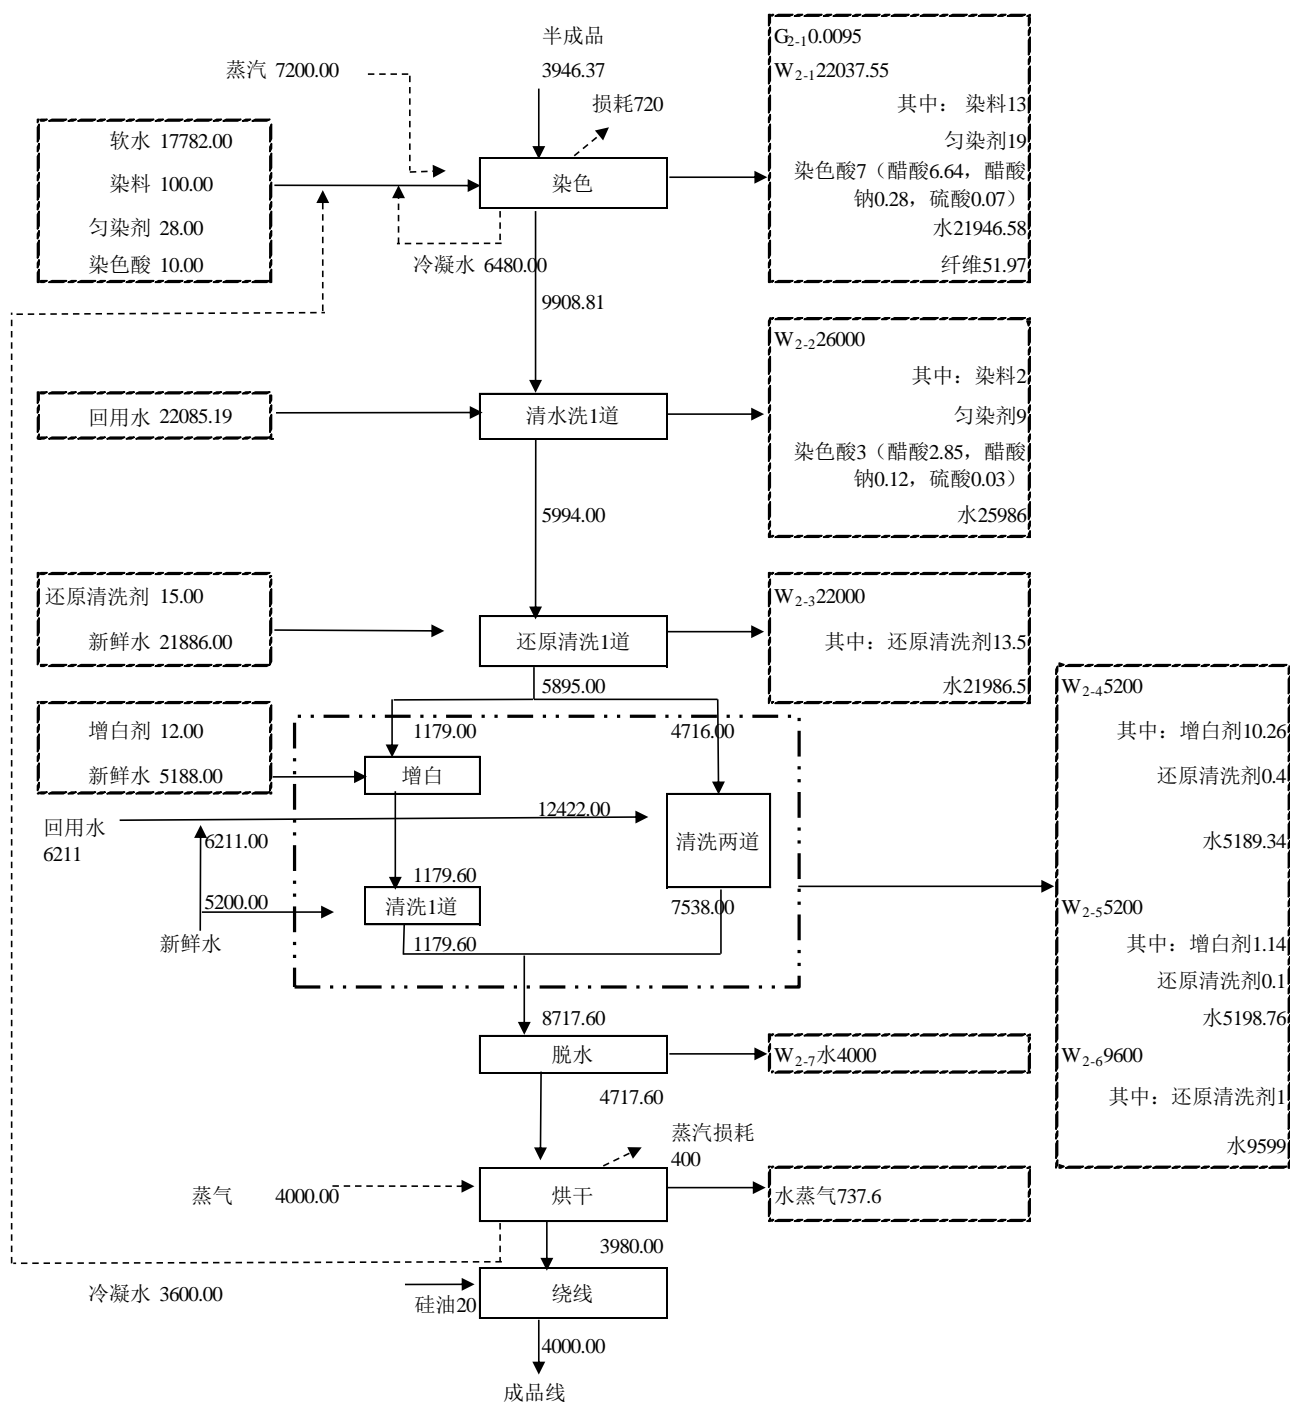 半成品
3946.37
蒸汽 7200.00
损耗720
软水 17782.00
染料 100.00
匀染剂 28.00
染色酸 10.00
染色
冷凝水 6480.00
G2-10.0095
W2-122037.55
其中： 染料13
匀染剂19
染色酸7（醋酸6.64，醋酸
钠0.28，硫酸0.07）
水21946.58
纤维51.97
9908.81
回用水 22085.19
清水洗1道
W2-226000
其中：染料2
匀染剂9
染色酸3（醋酸2.85，醋酸
钠0.12，硫酸0.03）
水25986
5994.00
还原清洗剂 15.00
新鲜水 21886.00
还原清洗1道
W2-322000
其中：还原清洗剂13.5
水21986.5
5895.00
增白剂 12.00
新鲜水 5188.00
1179.00
4716.00
增白
12422.00
回用水
6211
6211.00
清洗两道
1179.60
5200.00
清洗1道
7538.00
新鲜水
1179.60
W2-45200
其中：增白剂10.26
还原清洗剂0.4
水5189.34
W2-55200
其中：增白剂1.14
还原清洗剂0.1
水5198.76
W2-69600
其中：还原清洗剂1
水9599
8717.60
脱水
W2-7水4000
4717.60
蒸汽损耗
400
蒸气 4000.00
烘干
水蒸气737.6
3980.00
冷凝水 3600.00
硅油20
绕线
4000.00
成品线